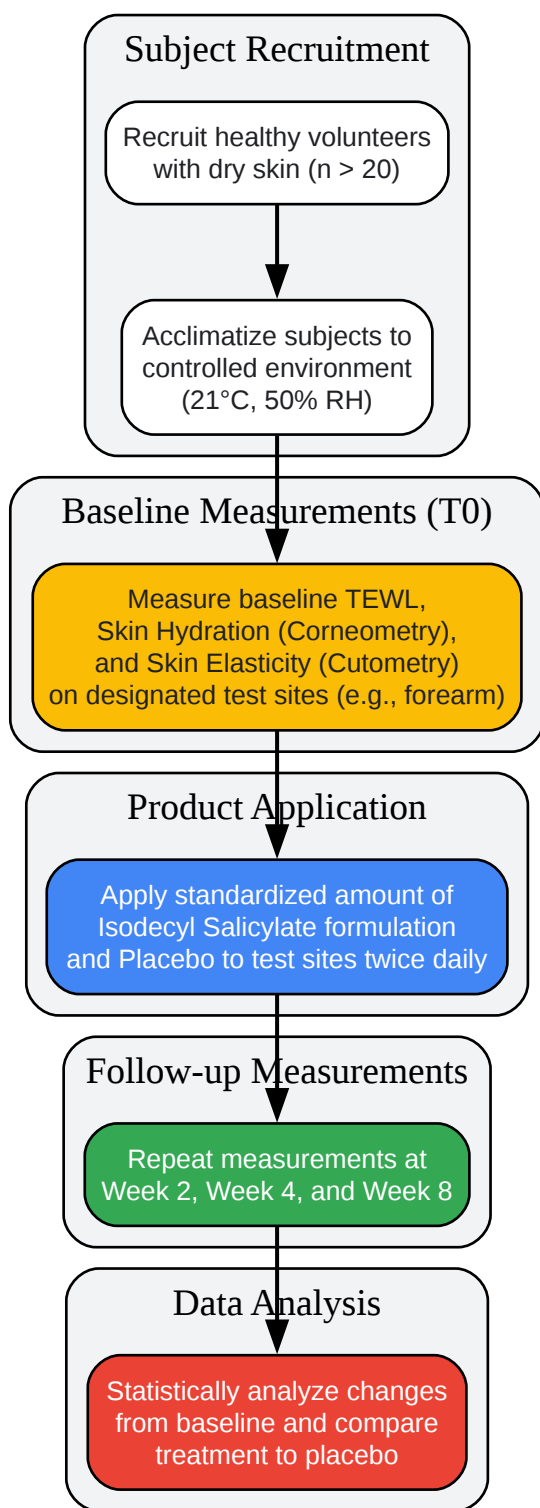 Subject Recruitment
Recruit healthy volunteers
with dry skin (n > 20)
Acclimatize subjects to
controlled environment
(21°C, 50% RH)
Baseline Measurements (T0)
Measure baseline TEWL,
Skin Hydration (Corneometry),
and Skin Elasticity (Cutometry)
on designated test sites (e.g., forearm)
Product Application
Apply standardized amount of
Isodecyl Salicylate formulation
and Placebo to test sites twice daily
Follow-up Measurements
Repeat measurements at
Week 2, Week 4, and Week 8
Data Analysis
Statistically analyze changes
from baseline and compare
treatment to placebo